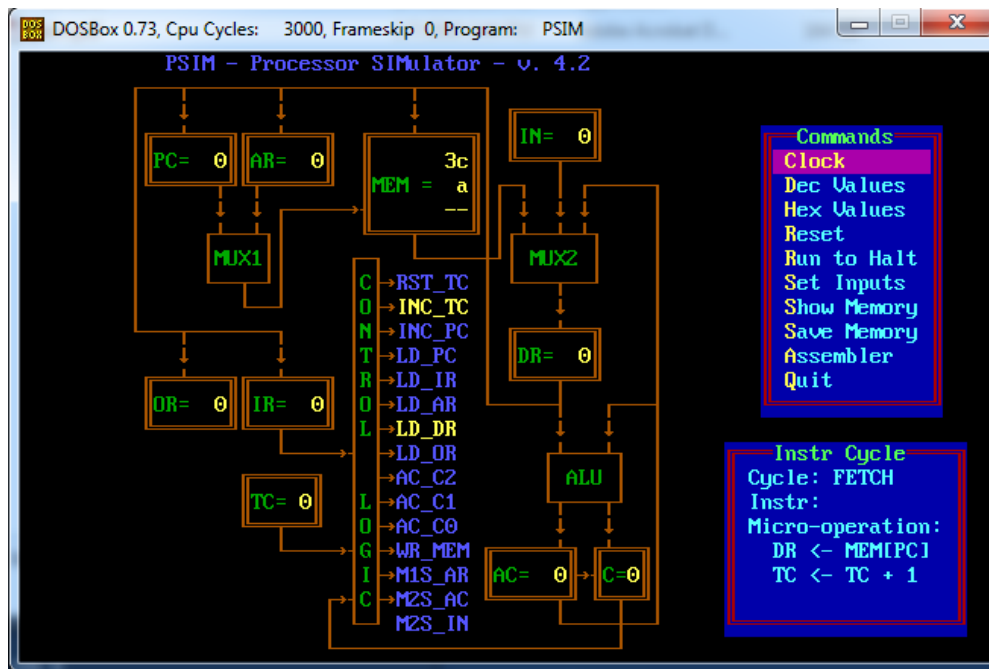 DOSBox 0.73, Cpu Cycles: 3000, Frameskip 0, Program: PSIM
PSIM - Processor SIMulator - v. 4.2
PC= 0
AR= 0
MEM =
3c
a
--
IN= 0
MUX1
MUX2
CONTROL LOGIC
RST_TC
INC_TC
INC_PC
LD_PC
LD_IR
LD_AR
LD_DR
LD_OR
AC_C2
AC_C1
AC_C0
WR_MEM
M1S_AR
M2S_AC
M2S_IN
DR= 0
OR= 0
IR= 0
TC= 0
ALU
AC= 0
C=0
Commands
Clock
Dec Values
Hex Values
Reset
Run to Halt
Set Inputs
Show Memory
Save Memory
Assembler
Quit
Instr Cycle
Cycle: FETCH
Instr:
Micro-operation:
DR <- MEM[PC]
TC <- TC + 1